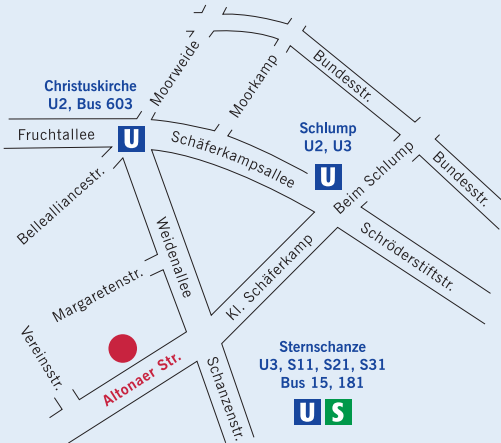 Moorweide
Moorkamp
Bundesstr.
Christuskirche
U2, Bus 603
Fruchtallee
U
Schäferkampsallee
Schlump
U2, U3
U
Beim Schlump
Bundesstr.
Bellealliancestr.
Weidenallee
Schröderstiftstr.
Margaretenstr.
Kl. Schäferkamp
Vereinsstr.
Altonaer Str.
Schanzenstr.
Sternschanze
U3, S11, S21, S31
Bus 15, 181
U S